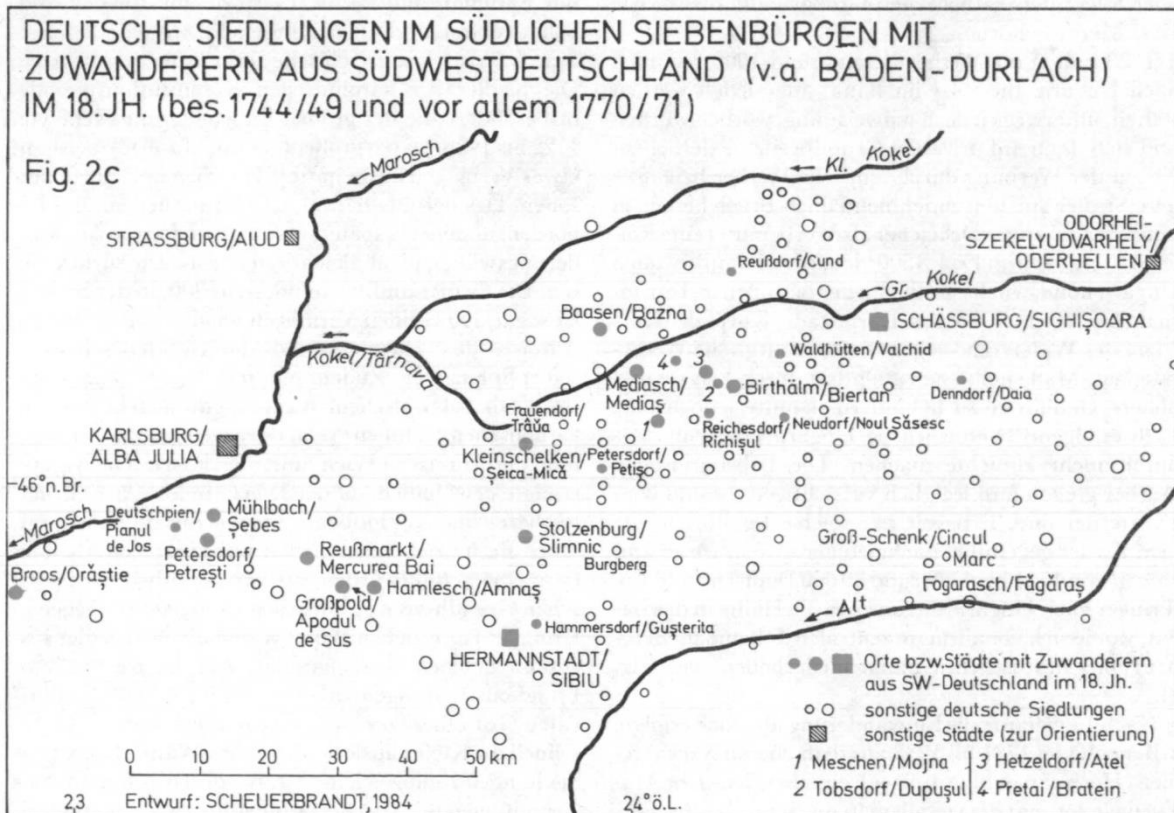 DEUTSCHE SIEDLUNGEN IM SÜDLICHEN SIEBENBÜRGEN MIT
ZUWANDERERN AUS SÜDWESTDEUTSCHLAND (v.a. BADEN-DURLACH)
IM 18. JH (bes. 1744/49 und vor allem 1770/71)
Fig. 2c
Marosch
Kl. Kokel
STRASSBURG/AIUD
ODORHEI-
SZEKELYUDVARHELY/
ODERHELLEN
Reußdorf/Cund
Gr. Kokel
Baasen/Bazna
SCHÄSSBURG/SIGHIŞOARA
Kokel/Târnava
4
3
Waldhütten/Valchid
Mediasch/
Mediaş
2
Birthälm/Biertan
Denndorf/Daia
Frauendorf/
KARLSBURG/
ALBA JULIA
1
Reichesdorf/
Richişul
Neudorf/Noul Săsesc
Kleinschelken/
Seica-Mică
Petersdorf/
Petiş
46° n. Br.
Marosch
Deutschpien/
Pianul
de Jos
Mühlbach/
Şebes
Petersdorf/
Petreşti
Reußmarkt/
Mercurea Bai
Stolzenburg/
Slimnic
Burgberg
Groß-Schenk/Cincul
Marc
Broos/Orăştie
Hamlesch/Amnaş
Fogarasch/Făgăraş
Großpold/
Apodul
de Sus
Alt
Hammersdorf/Gusterita
HERMANNSTADT/
SIBIU
Orte bzw. Städte mit Zuwanderern
aus SW-Deutschland im 18. Jh.
sonstige deutsche Siedlungen
sonstige Städte (zur Orientierung)
1 Meschen/Mojna
3 Hetzeldorf/Atel
2 Tobsdorf/Dupuşul
4 Pretai/Bratein
0 10 20 30 40 50 km
23
Entwurf: SCHEUERBRANDT, 1984
24° ö.L.